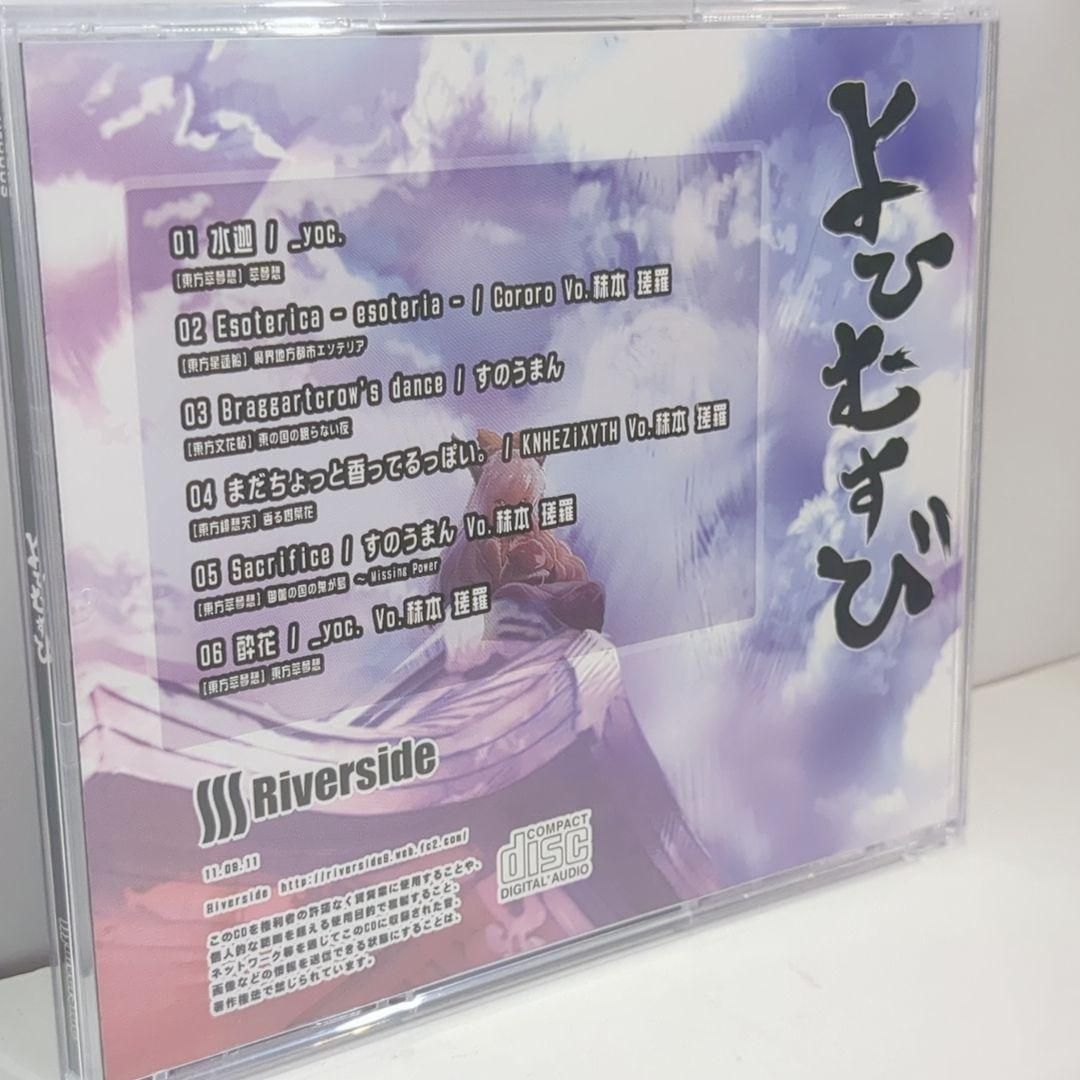 よひむすび
01 水迦 / _yoc.
[東方萃夢想] 萃夢想
02 Esoterica - esoteria - / Cororo Vo.秣本 瑳羅
[東方星蓮船] 魔界地方都市エソテリア
03 Braggartcrow's dance / すのうまん
[東方文花帖] 東の国の眠らない夜
04 まだちょっと香ってるっぽい。 / KNHEZiXYTH Vo.秣本 瑳羅
[東方緋想天] 香る樹葉花
05 Sacrifice / すのうまん Vo.秣本 瑳羅
[東方萃夢想] 御伽の国の鬼が島 ～ Missing Power
06 酔花 / _yoc. Vo.秣本 瑳羅
[東方萃夢想] 東方萃夢想
Riverside
COMPACT
disc
DIGITAL AUDIO
11.09.11
Riverside http://riverside8.web.fc2.com/
このCDを権利者の許諾なく賃貸業に使用することや、
個人的な範囲を越える使用目的で複製すること、
ネットワーク等を通じてこのCDに収録された音、
画像などの情報を送信できる状態にすることは、
著作権法で禁じられています。